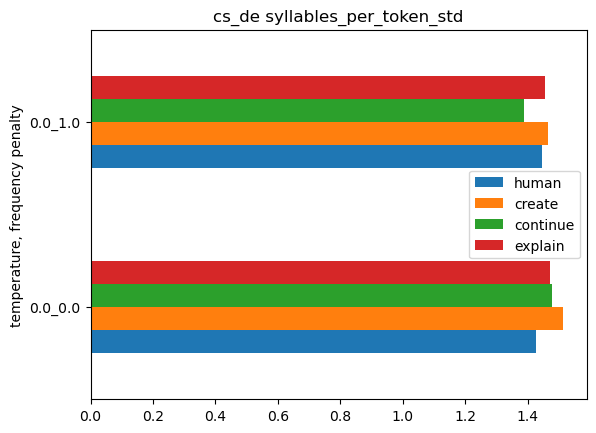 cs_de syllables_per_token_std
temperature, frequency penalty
0.0_1.0
0.0_0.0
human
create
continue
explain
0.0 0.2 0.4 0.6 0.8 1.0 1.2 1.4